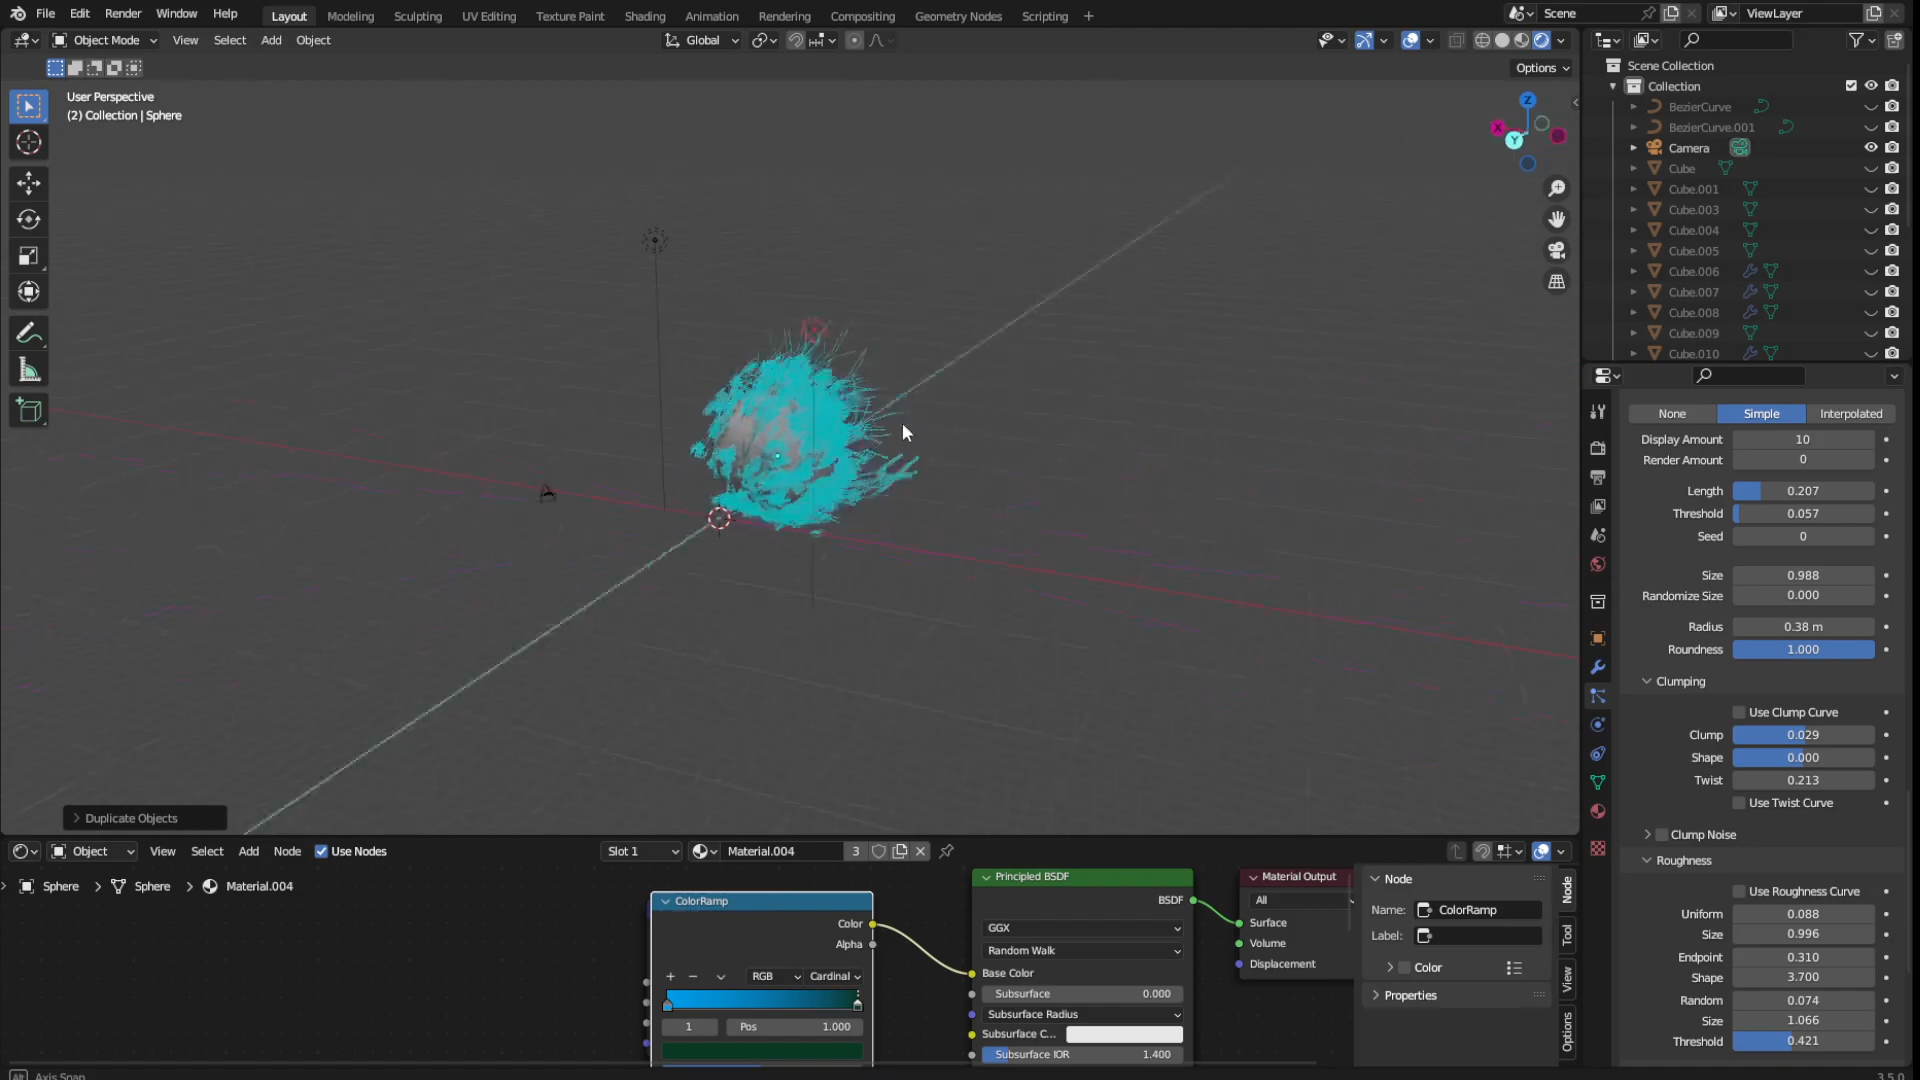 File Edit Render Window Help Layout Modeling Sculpting UV Editing Texture Paint Shading Animation Rendering Compositing Geometry Nodes Scripting + Scene ViewLayer
Object Mode View Select Add Object Global
Options
User Perspective
(2) Collection | Sphere
Z
X
Y
Duplicate Objects
Scene Collection
Collection
BezierCurve
BezierCurve.001
Camera
Cube
Cube.001
Cube.003
Cube.004
Cube.005
Cube.006
Cube.007
Cube.008
Cube.009
Cube.010
None Simple Interpolated
Display Amount 10
Render Amount 0
Length 0.207
Threshold 0.057
Seed 0
Size 0.988
Randomize Size 0.000
Radius 0.38 m
Roundness 1.000
Clumping
Use Clump Curve
Clump 0.029
Shape 0.000
Twist 0.213
Use Twist Curve
Clump Noise
Roughness
Use Roughness Curve
Uniform 0.088
Size 0.996
Endpoint 0.310
Shape 3.700
Random 0.074
Size 1.066
Threshold 0.421
Object View Select Add Node Use Nodes Slot 1 Material.004 3
Sphere > Sphere > Material.004
ColorRamp
Color
Alpha
+ − RGB Cardinal
1 Pos 1.000
Principled BSDF
BSDF
GGX
Random Walk
Base Color
Subsurface 0.000
Subsurface Radius
Subsurface C...
Subsurface IOR 1.400
Material Output
All
Surface
Volume
Displacement
Node
Name: ColorRamp
Label:
Color
Properties
Node
Tool
View
Options
Alt Axis Snap
3.5.0